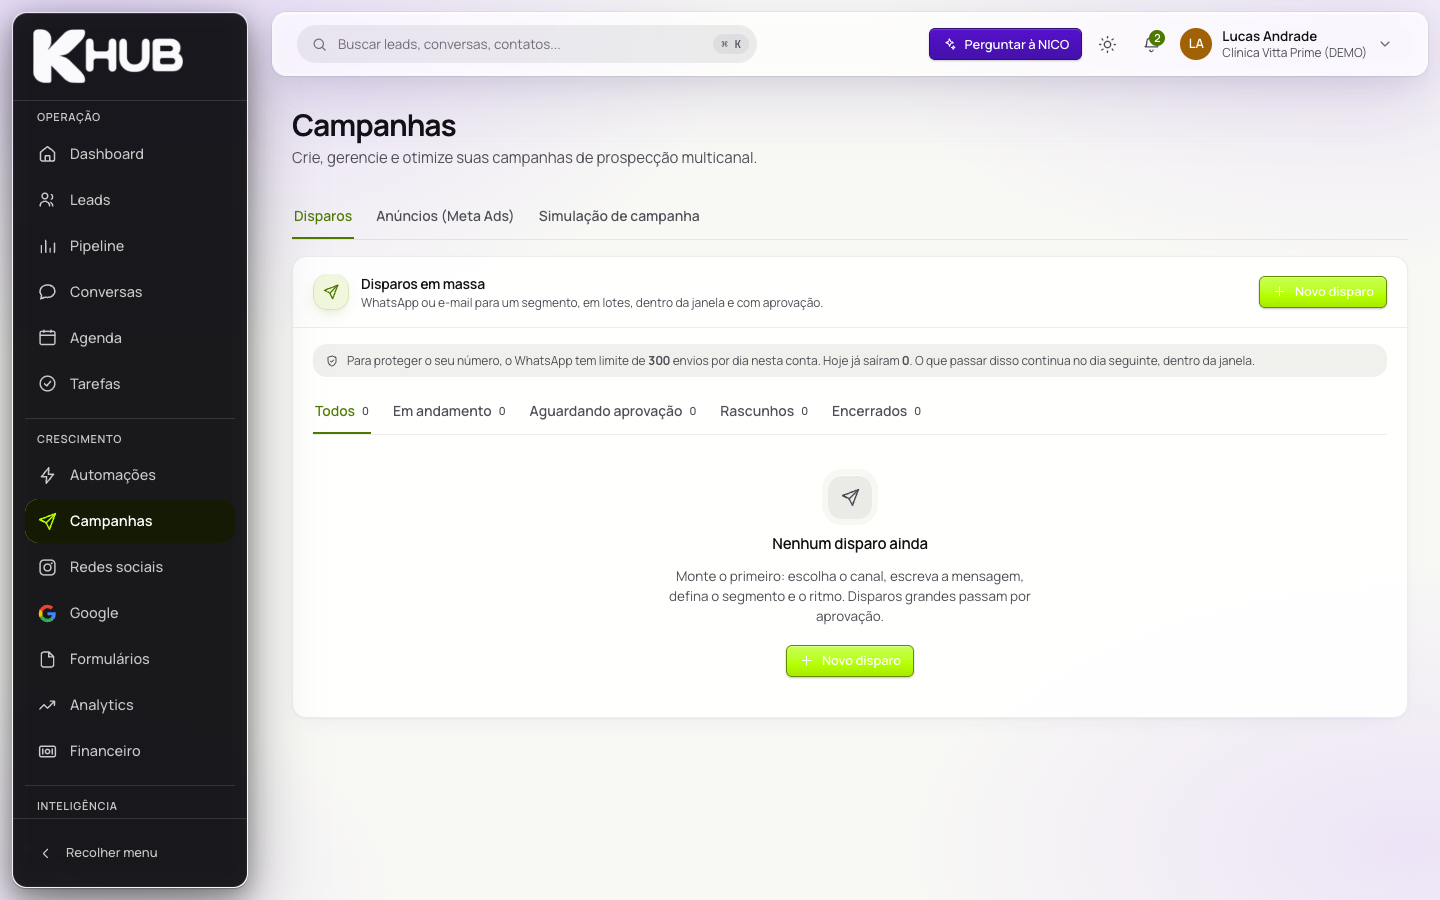 KHUB
OPERAÇÃO
Dashboard
Leads
Pipeline
Conversas
Agenda
Tarefas
CRESCIMENTO
Automações
Campanhas
Redes sociais
Google
Formulários
Analytics
Financeiro
INTELIGÊNCIA
Recolher menu
Buscar leads, conversas, contatos... ⌘ K
Perguntar à NICO
2
LA
Lucas Andrade
Clínica Vitta Prime (DEMO)
Campanhas
Crie, gerencie e otimize suas campanhas de prospecção multicanal.
Disparos Anúncios (Meta Ads) Simulação de campanha
Disparos em massa
WhatsApp ou e-mail para um segmento, em lotes, dentro da janela e com aprovação.
Novo disparo
Para proteger o seu número, o WhatsApp tem limite de 300 envios por dia nesta conta. Hoje já saíram 0. O que passar disso continua no dia seguinte, dentro da janela.
Todos 0 Em andamento 0 Aguardando aprovação 0 Rascunhos 0 Encerrados 0
Nenhum disparo ainda
Monte o primeiro: escolha o canal, escreva a mensagem,
defina o segmento e o ritmo. Disparos grandes passam por
aprovação.
Novo disparo